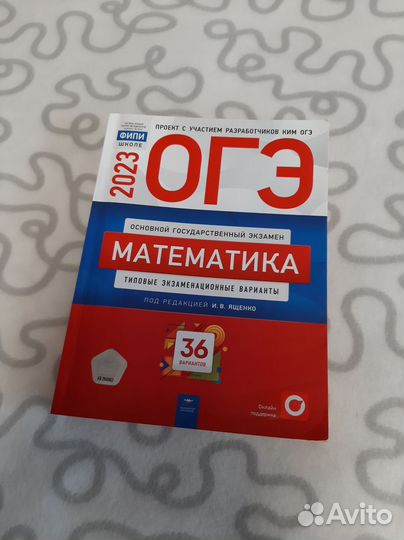 ФИПИ
ШКОЛЕ
ПРОЕКТ С УЧАСТИЕМ РАЗРАБОТЧИКОВ КИМ ОГЭ
2023
ОГЭ
ОСНОВНОЙ ГОСУДАРСТВЕННЫЙ ЭКЗАМЕН
МАТЕМАТИКА
ТИПОВЫЕ ЭКЗАМЕНАЦИОННЫЕ ВАРИАНТЫ
ПОД РЕДАКЦИЕЙ И.В. ЯЩЕНКО
36
ВАРИАНТОВ
Онлайн
поддержка
Avito